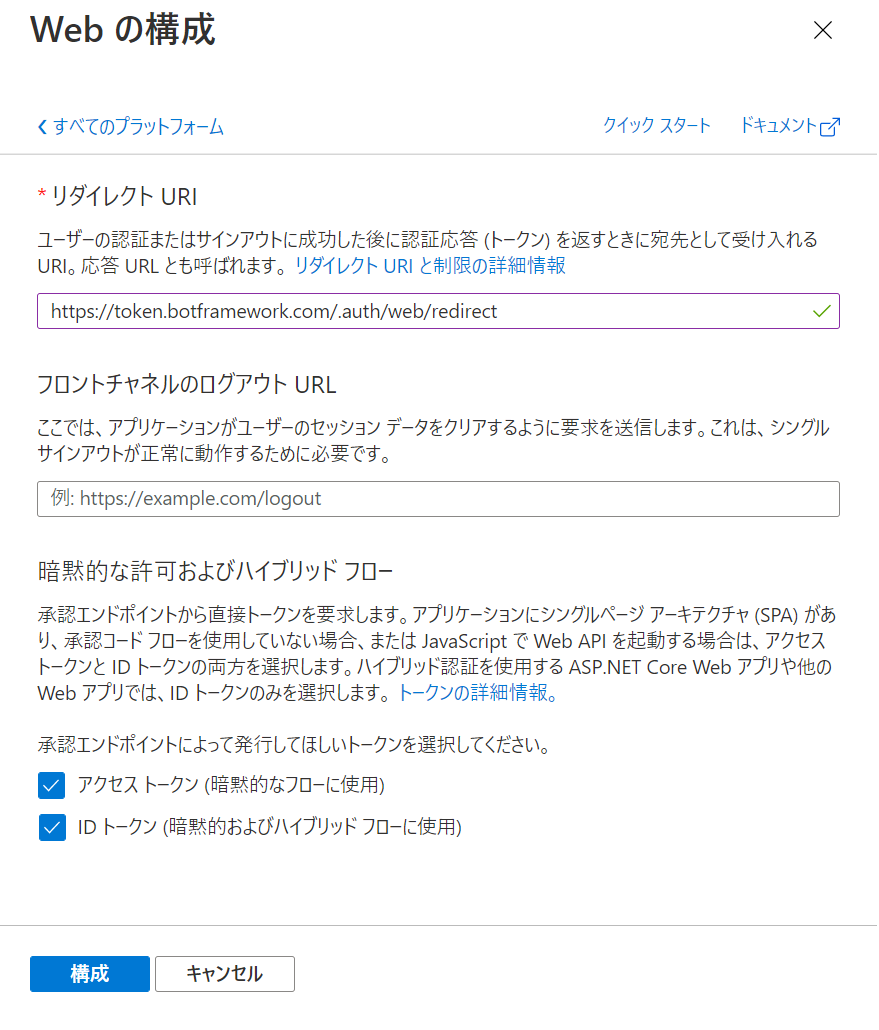 Web の構成
すべてのプラットフォーム
クイック スタート
ドキュメント
* リダイレクト URI
ユーザーの認証またはサインアウトに成功した後に認証応答 (トークン) を返すときに宛先として受け入れる
URI。応答 URL とも呼ばれます。 リダイレクト URI と制限の詳細情報
https://token.botframework.com/.auth/web/redirect
フロントチャネルのログアウト URL
ここでは、アプリケーションがユーザーのセッション データをクリアするように要求を送信します。これは、シングル
サインアウトが正常に動作するために必要です。
例: https://example.com/logout
暗黙的な許可およびハイブリッド フロー
承認エンドポイントから直接トークンを要求します。アプリケーションにシングルページ アーキテクチャ (SPA) があ
り、承認コード フローを使用していない場合、または JavaScript で Web API を起動する場合は、アクセス
トークンと ID トークンの両方を選択します。ハイブリッド認証を使用する ASP.NET Core Web アプリや他の
Web アプリでは、ID トークンのみを選択します。 トークンの詳細情報。
承認エンドポイントによって発行してほしいトークンを選択してください。
アクセス トークン (暗黙的なフローに使用)
ID トークン (暗黙的およびハイブリッド フローに使用)
構成
キャンセル